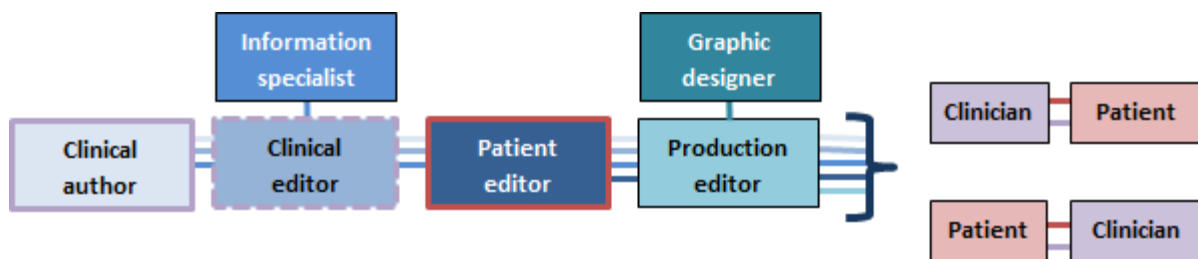 Information
specialist
Graphic
designer
Clinical
author
Clinical
editor
Patient
editor
Production
editor
Clinician
Patient
Patient
Clinician